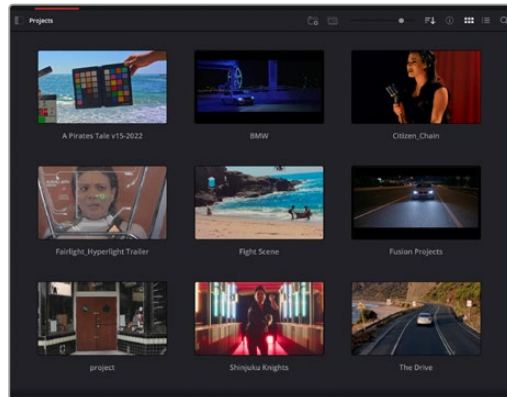 Projects
A Pirates Tale v15-2022
BMW
Citizen_Chain
Fairlight_Hyperlight Trailer
Fight Scene
Fusion Projects
project
Shinjuku Knights
The Drive